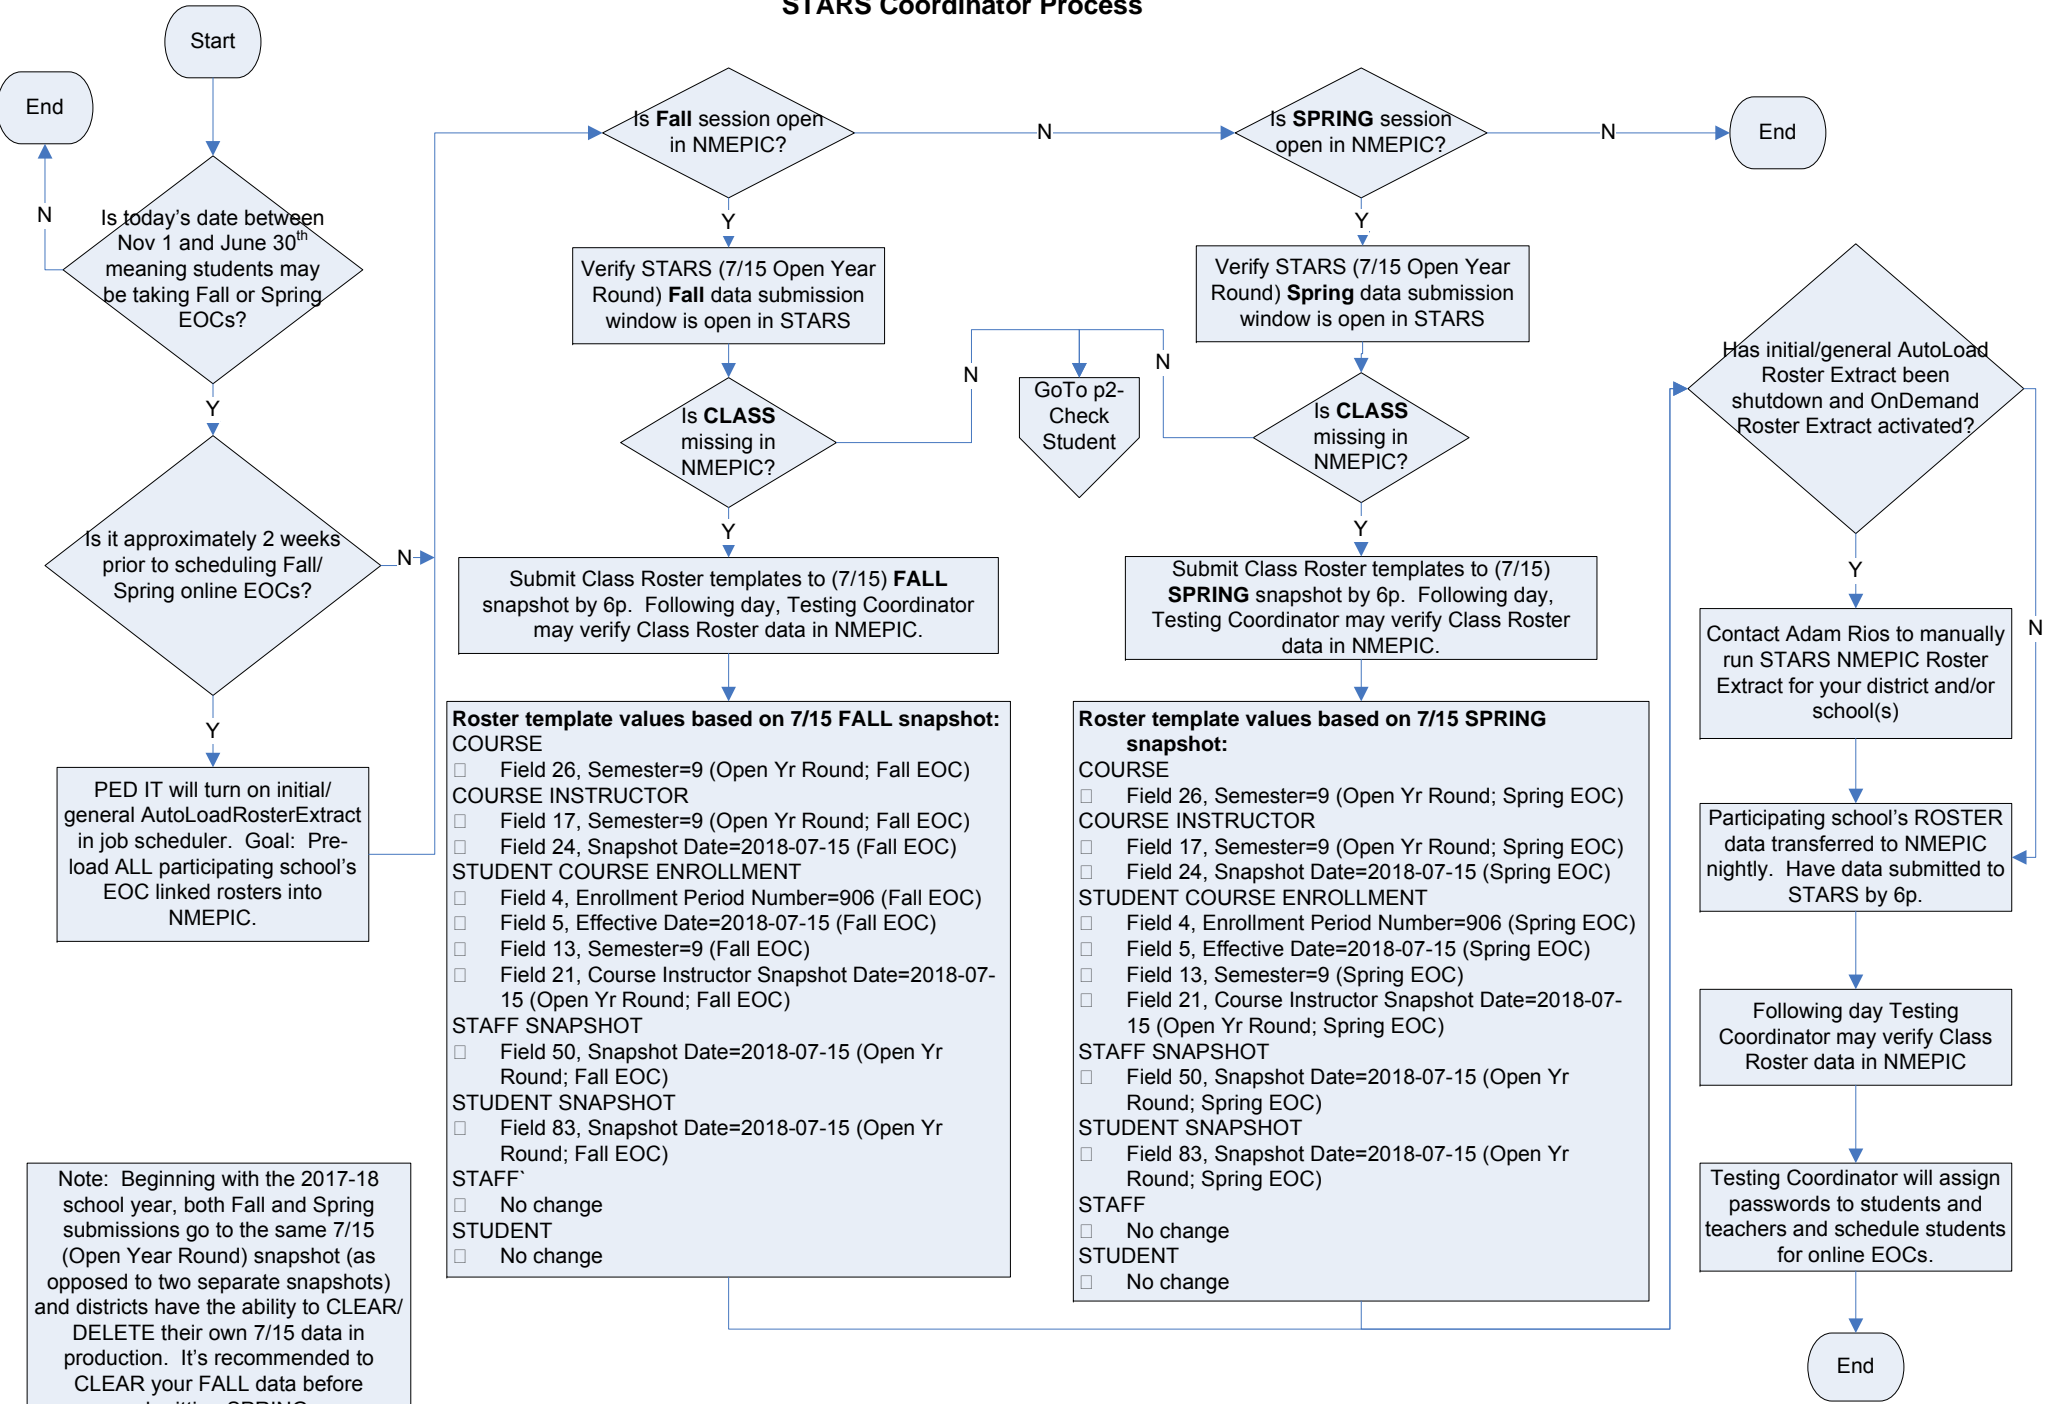 STARS Coordinator Process
Start
End
N
Is today's date between
Nov 1 and June 30th
meaning students may
be taking Fall or Spring
EOCs?
Y
Is it approximately 2 weeks
prior to scheduling Fall/
Spring online EOCs?
N
Y
PED IT will turn on initial/
general AutoLoadRosterExtract
in job scheduler.  Goal:  Pre-
load ALL participating school's
EOC linked rosters into
NMEPIC.
Note:  Beginning with the 2017-18
school year, both Fall and Spring
submissions go to the same 7/15
(Open Year Round) snapshot (as
opposed to two separate snapshots)
and districts have the ability to CLEAR/
DELETE their own 7/15 data in
production.  It's recommended to
CLEAR your FALL data before
SPRING
Is Fall session open
in NMEPIC?
N
Y
Verify STARS (7/15 Open Year
Round) Fall data submission
window is open in STARS
Is CLASS
missing in
NMEPIC?
N
Y
Submit Class Roster templates to (7/15) FALL
snapshot by 6p.  Following day, Testing Coordinator
may verify Class Roster data in NMEPIC.
Roster template values based on 7/15 FALL snapshot:
COURSE
Field 26, Semester=9 (Open Yr Round; Fall EOC)
COURSE INSTRUCTOR
Field 17, Semester=9 (Open Yr Round; Fall EOC)
Field 24, Snapshot Date=2018-07-15 (Fall EOC)
STUDENT COURSE ENROLLMENT
Field 4, Enrollment Period Number=906 (Fall EOC)
Field 5, Effective Date=2018-07-15 (Fall EOC)
Field 13, Semester=9 (Fall EOC)
Field 21, Course Instructor Snapshot Date=2018-07-
15 (Open Yr Round; Fall EOC)
STAFF SNAPSHOT
Field 50, Snapshot Date=2018-07-15 (Open Yr
Round; Fall EOC)
STUDENT SNAPSHOT
Field 83, Snapshot Date=2018-07-15 (Open Yr
Round; Fall EOC)
STAFF`
No change
STUDENT
No change
GoTo p2-
Check
Student
Is SPRING session
open in NMEPIC?
N
End
Y
Verify STARS (7/15 Open Year
Round) Spring data submission
window is open in STARS
N
Is CLASS
missing in
NMEPIC?
Y
Submit Class Roster templates to (7/15)
SPRING snapshot by 6p.  Following day,
Testing Coordinator may verify Class Roster
data in NMEPIC.
Roster template values based on 7/15 SPRING
snapshot:
COURSE
Field 26, Semester=9 (Open Yr Round; Spring EOC)
COURSE INSTRUCTOR
Field 17, Semester=9 (Open Yr Round; Spring EOC)
Field 24, Snapshot Date=2018-07-15 (Spring EOC)
STUDENT COURSE ENROLLMENT
Field 4, Enrollment Period Number=906 (Spring EOC)
Field 5, Effective Date=2018-07-15 (Spring EOC)
Field 13, Semester=9 (Spring EOC)
Field 21, Course Instructor Snapshot Date=2018-07-
15 (Open Yr Round; Spring EOC)
STAFF SNAPSHOT
Field 50, Snapshot Date=2018-07-15 (Open Yr
Round; Spring EOC)
STUDENT SNAPSHOT
Field 83, Snapshot Date=2018-07-15 (Open Yr
Round; Spring EOC)
STAFF
No change
STUDENT
No change
Has initial/general AutoLoad
Roster Extract been
shutdown and OnDemand
Roster Extract activated?
Y
N
Contact Adam Rios to manually
run STARS NMEPIC Roster
Extract for your district and/or
school(s)
Participating school's ROSTER
data transferred to NMEPIC
nightly.  Have data submitted to
STARS by 6p.
Following day Testing
Coordinator may verify Class
Roster data in NMEPIC
Testing Coordinator will assign
passwords to students and
teachers and schedule students
for online EOCs.
End